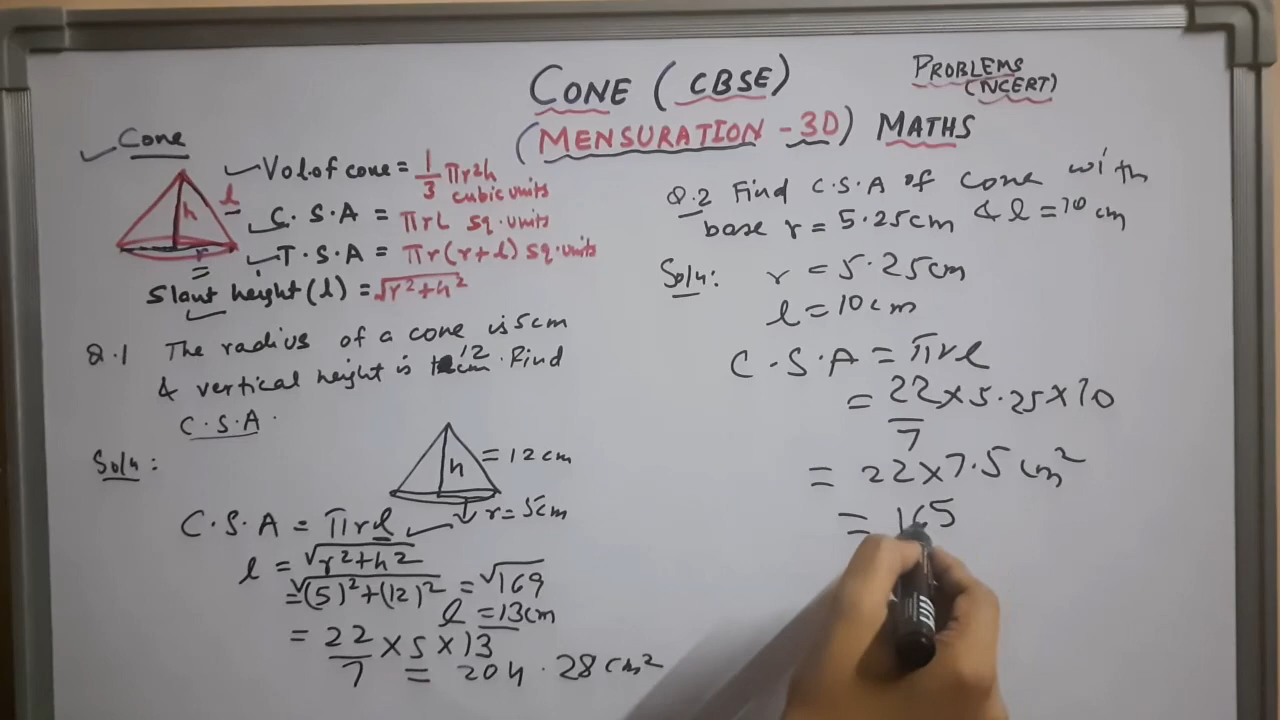 CONE (CBSE)
PROBLEMS
(NCERT)
(MENSURATION - 3D) MATHS
Cone
Vol. of cone = 1/3 πr²h
cubic units
C.S.A = πrl sq.units
T.S.A = πr(r+l) sq.units
Slant height (l) = √r²+h²
l
h
r
Q.1 The radius of a cone is 5cm
& vertical height is 12 cm. Find
C.S.A.
Soln:
h
= 12cm
r = 5cm
C.S.A = πrl
l = √r²+h²
= √(5)²+(12)² = √169
l = 13cm
= 22/7 × 5 × 13
= 204.28 cm²
Q.2 Find C.S.A of cone with
base r = 5.25cm & l = 10 cm
Soln: r = 5.25cm
l = 10cm
C.S.A = πrl
= 22/7 × 5.25 × 10
= 22 × 7.5 cm²
= 165